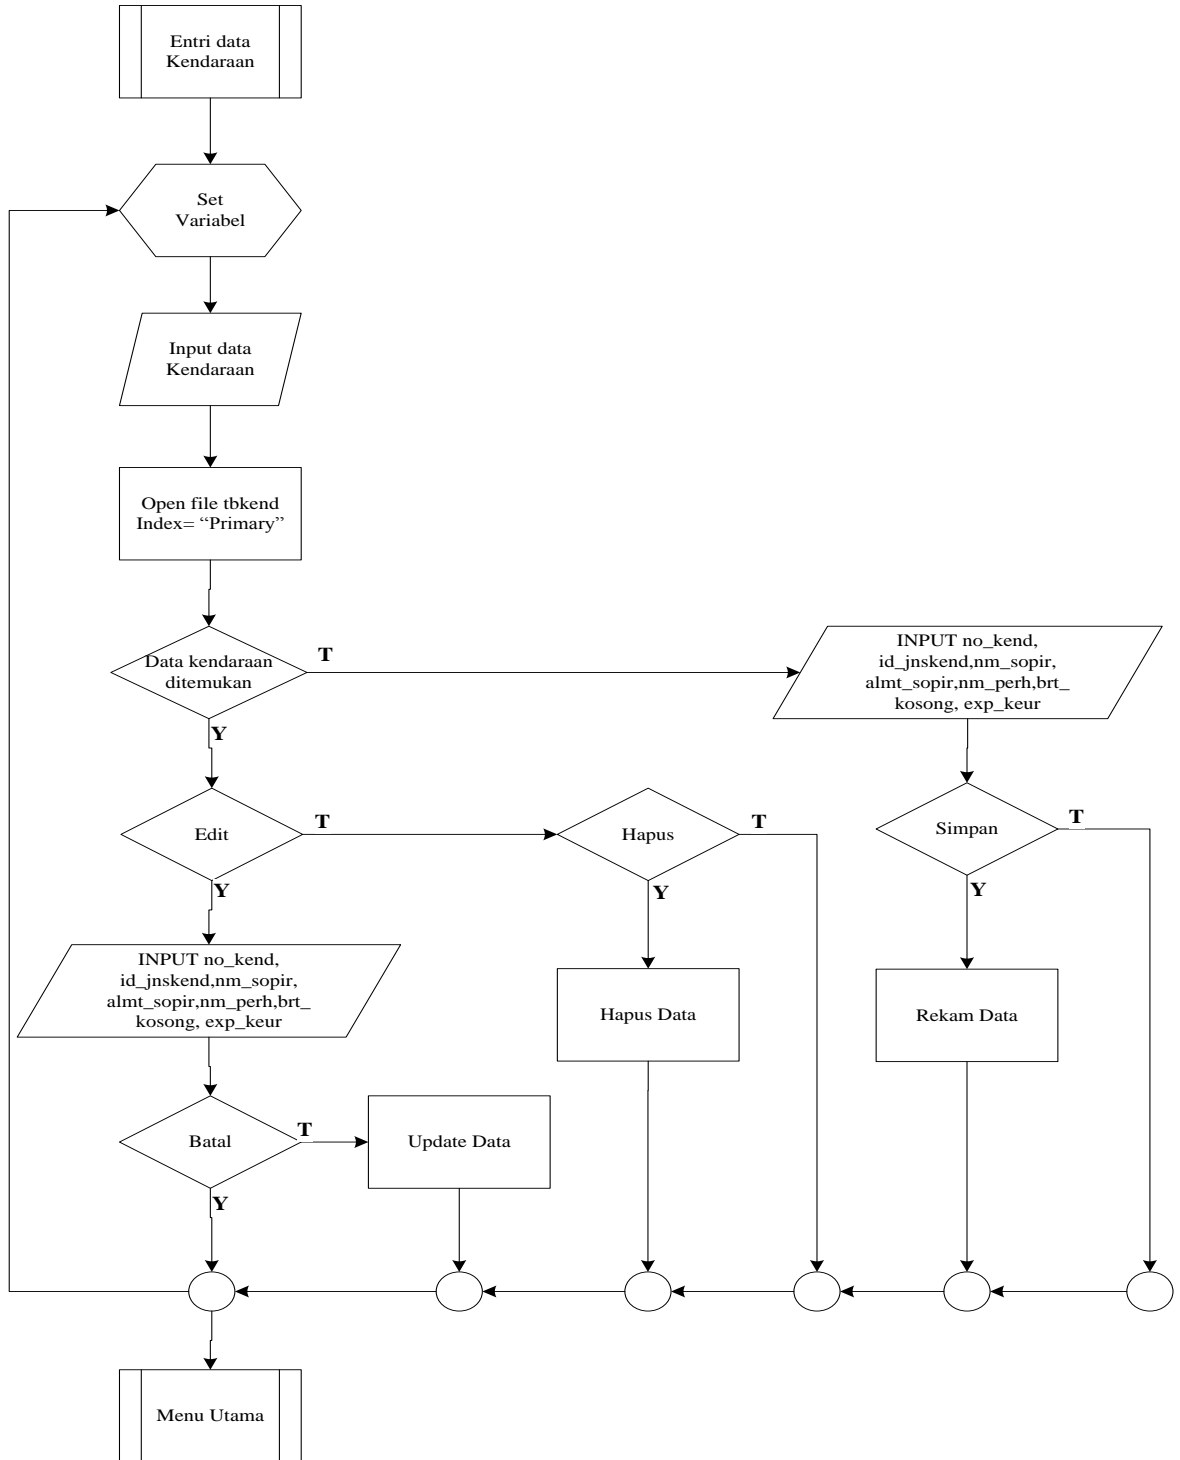 Entri data
Kendaraan
Set
Variabel
Input data
Kendaraan
Open file tbkend
Index= “Primary”
Data kendaraan
ditemukan
T
INPUT no_kend,
id_jnskend,nm_sopir,
almt_sopir,nm_perh,brt_
kosong, exp_keur
Y
Edit
T
Hapus
T
Simpan
T
Y
Y
Y
INPUT no_kend,
id_jnskend,nm_sopir,
almt_sopir,nm_perh,brt_
kosong, exp_keur
Hapus Data
Rekam Data
Batal
T
Update Data
Y
Menu Utama